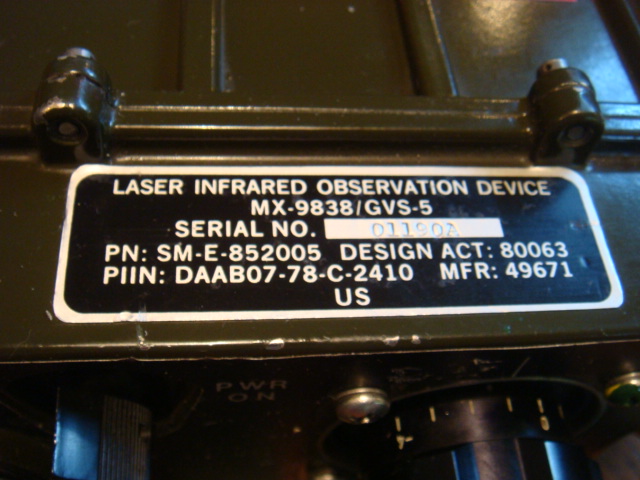 LASER INFRARED OBSERVATION DEVICE
MX-9838/GVS-5
SERIAL NO. 01190A
PN: SM-E-852005 DESIGN ACT: 80063
PIIN: DAAB07-78-C-2410 MFR: 49671
US
PWR
ON